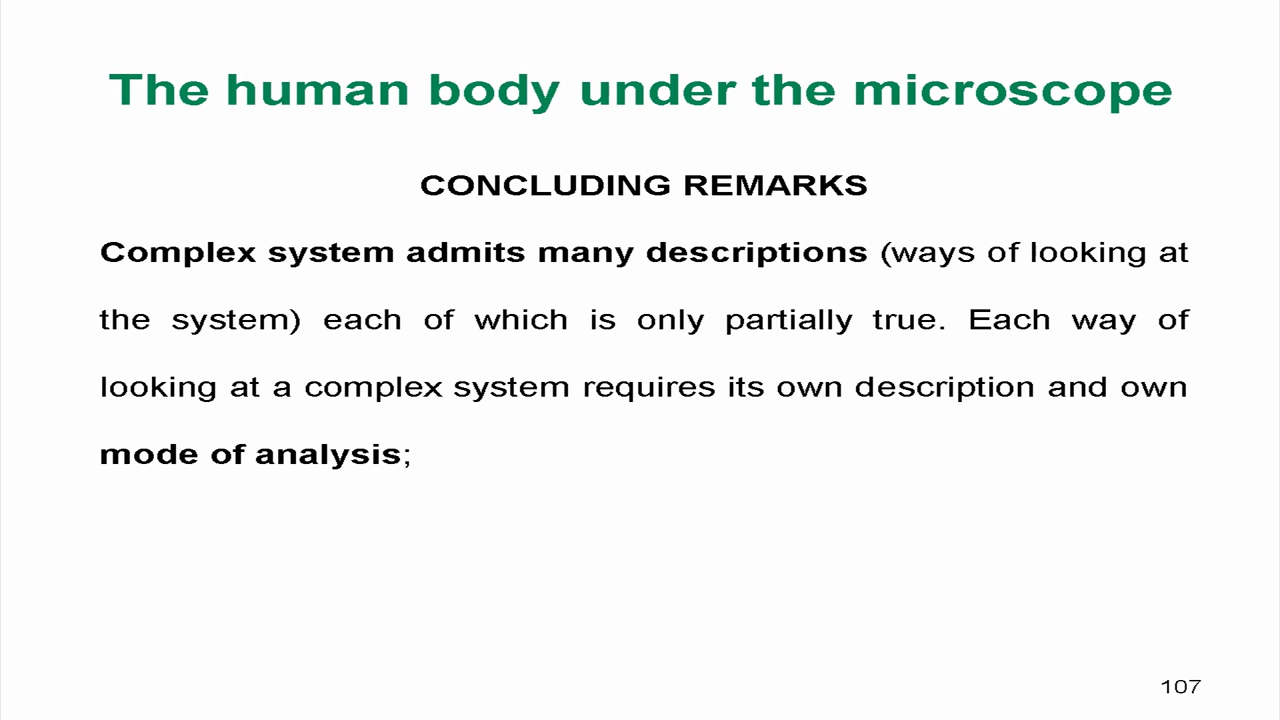 The human body under the microscope
CONCLUDING REMARKS
Complex system admits many descriptions (ways of looking at
the system) each of which is only partially true. Each way of
looking at a complex system requires its own description and own
mode of analysis;
107